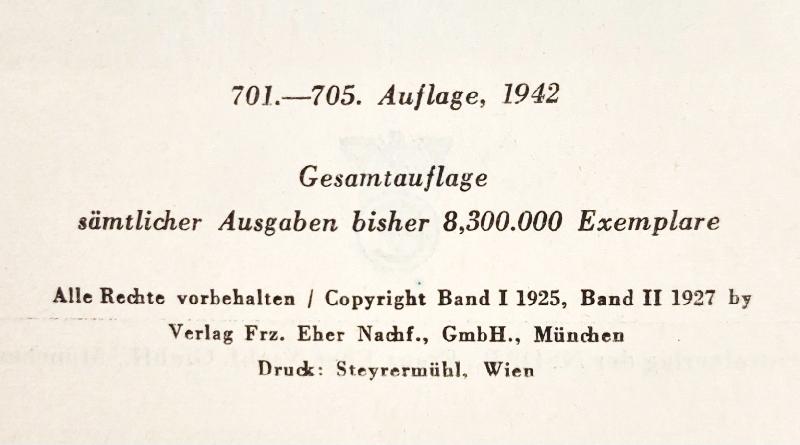 701.—705. Auflage, 1942
Gesamtauflage
sämtlicher Ausgaben bisher 8,300.000 Exemplare
Alle Rechte vorbehalten / Copyright Band I 1925, Band II 1927 by
Verlag Frz. Eher Nachf., GmbH., München
Druck: Steyrermühl, Wien